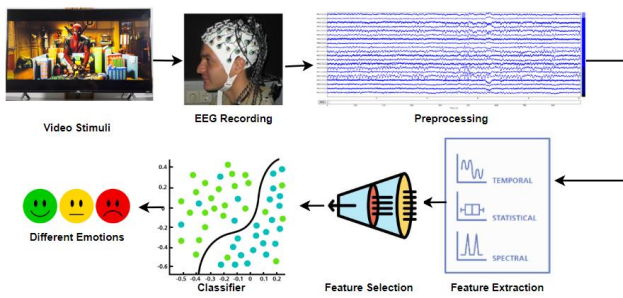 Video Stimuli
EEG Recording
Preprocessing
TEMPORAL
STATISTICAL
SPECTRAL
Feature Extraction
Feature Selection
0.4
0.2
0
-0.2
-0.4
-0.6
-0.5 -0.4 -0.3 -0.2 -0.1 0 0.1 0.2
Classifier
Different Emotions